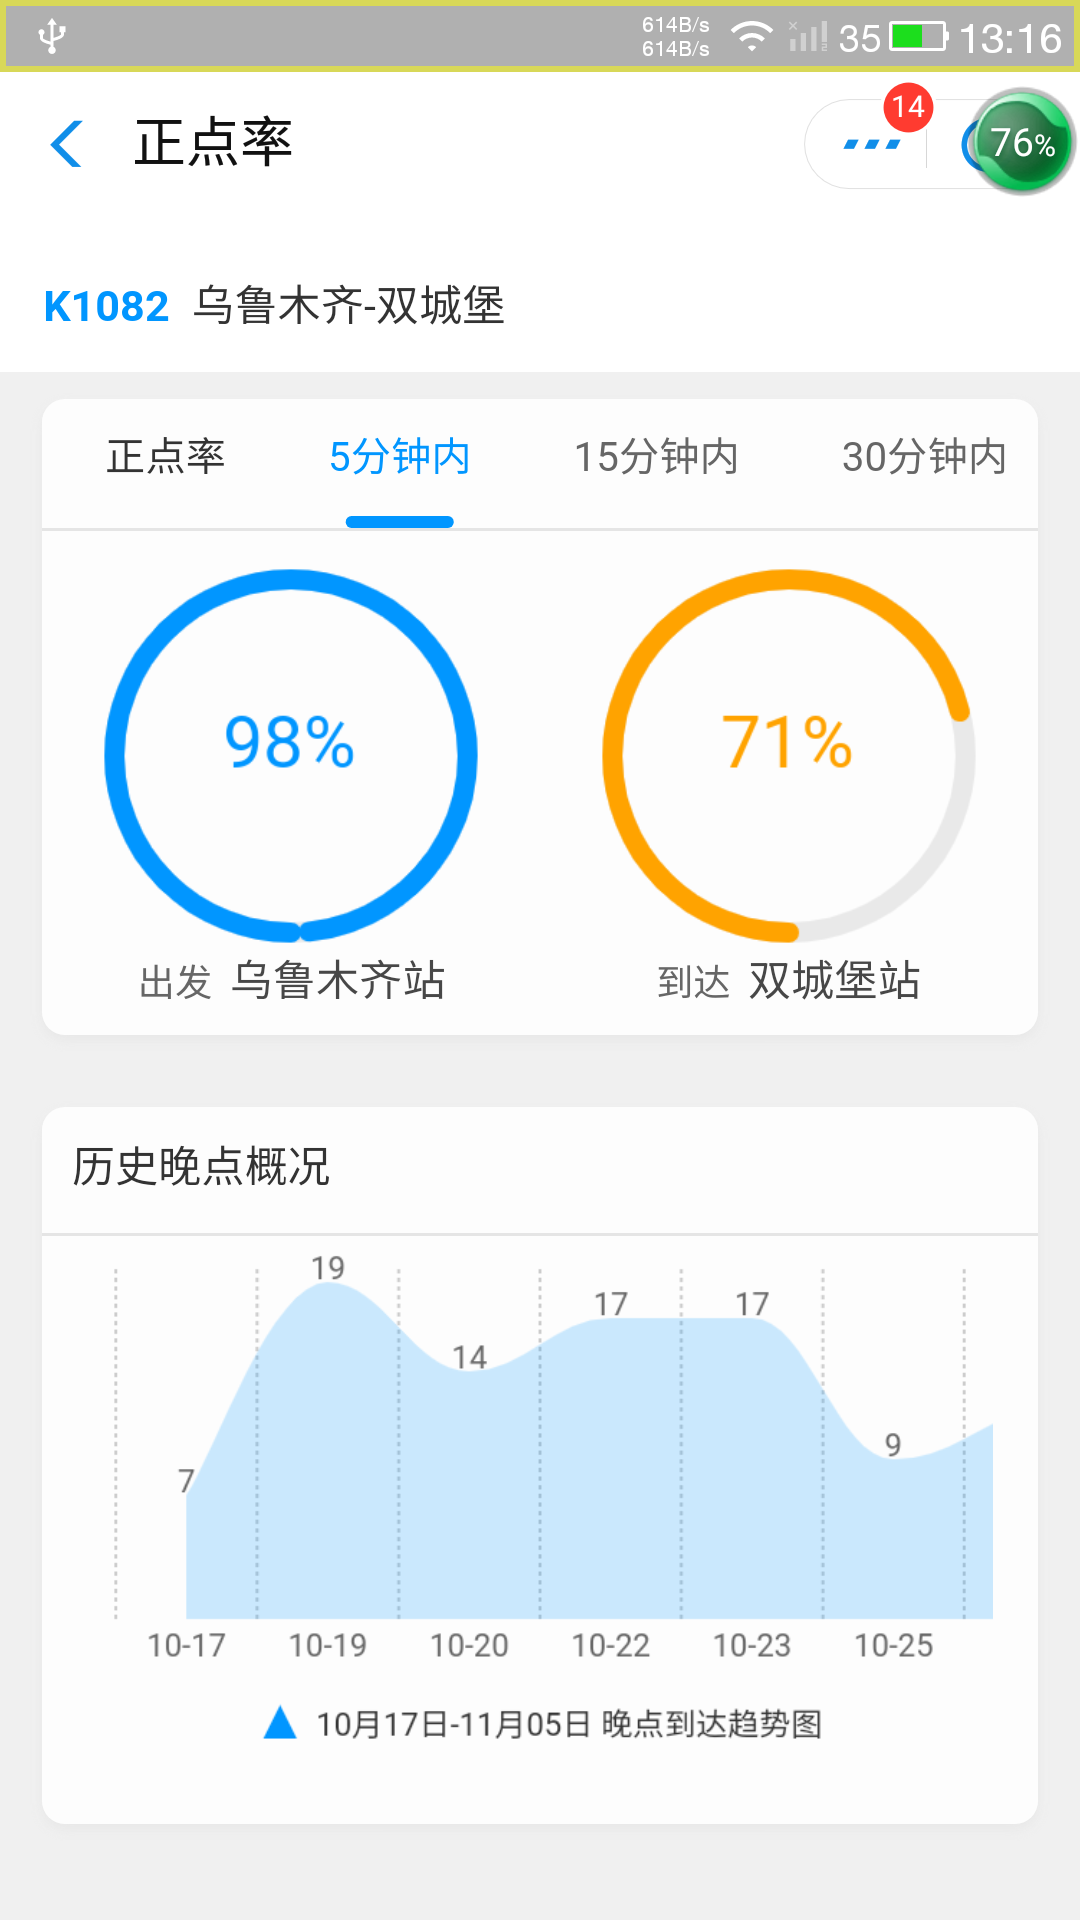 614B/s
614B/s
35
13:16
正点率
14
76%
K1082 乌鲁木齐-双城堡
正点率 5分钟内 15分钟内 30分钟内
98% 71%
出发 乌鲁木齐站 到达 双城堡站
历史晚点概况
19
17 17
14
9
7
10-17 10-19 10-20 10-22 10-23 10-25
10月17日-11月05日 晚点到达趋势图